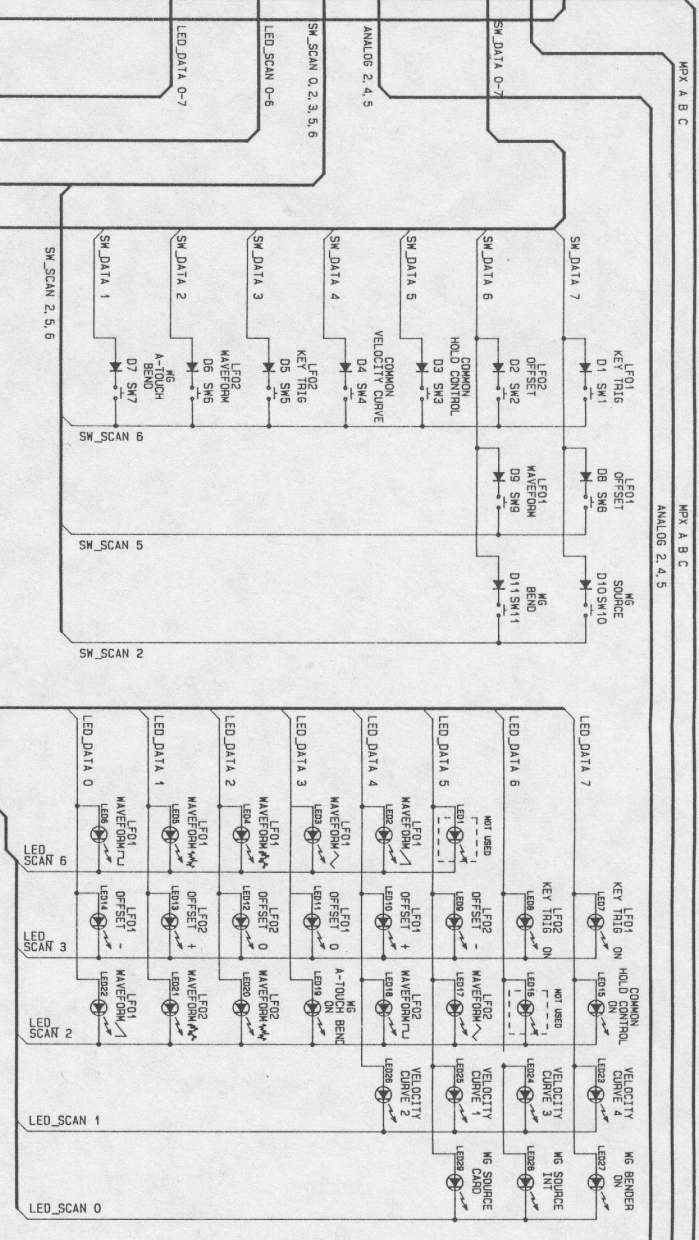 MPX A B C
LED_DATA 0-7
LED_SCAN 0-6
SW_SCAN 0, 2, 3, 5, 6
ANALOG 2, 4, 5
SW_DATA 0-7
SW_SCAN 2, 5, 6
SW_DATA 1
SW_DATA 2
SW_DATA 3
SW_DATA 4
SW_DATA 5
SW_DATA 6
SW_DATA 7
WG
A-TOUCH
BEND
D7 SW7
LFO2
WAVEFORM
D6 SW6
LFO2
KEY TRIG
D5 SW5
COMMON
VELOCITY CURVE
D4 SW4
COMMON
HOLD CONTROL
D3 SW3
LFO2
OFFSET
D2 SW2
LFO1
KEY TRIG
D1 SW1
SW_SCAN 6
LFO1
WAVEFORM
D9 SW9
LFO1
OFFSET
D8 SW8
SW_SCAN 5
MPX A B C
ANALOG 2, 4, 5
WG
BEND
D11 SW11
WG
SOURCE
D10 SW10
SW_SCAN 2
LED_DATA 0
LED_DATA 1
LED_DATA 2
LED_DATA 3
LED_DATA 4
LED_DATA 5
LED_DATA 6
LED_DATA 7
LFO1
WAVEFORM
LED6
LFO1
WAVEFORM
LED5
LFO1
WAVEFORM
LED4
LFO1
WAVEFORM
LED3
LFO1
WAVEFORM
LED2
NOT USED
LED1
LED
SCAN 6
LFO1
OFFSET -
LED14
LFO1
OFFSET +
LED13
LFO2
OFFSET 0
LED12
LFO1
OFFSET 0
LED11
LFO2
OFFSET +
LED10
LFO2
OFFSET -
LED9
LFO2
KEY TRIG ON
LED8
LFO1
KEY TRIG ON
LED7
LED
SCAN 3
LFO1
WAVEFORM
LED22
LFO2
WAVEFORM
LED21
LFO2
WAVEFORM
LED20
WG
A-TOUCH BEND
ON
LED19
LFO2
WAVEFORM
LED18
LFO2
WAVEFORM
LED17
NOT USED
LED16
COMMON
HOLD CONTROL
ON
LED15
LED
SCAN 2
VELOCITY
CURVE 2
LED26
VELOCITY
CURVE 1
LED25
VELOCITY
CURVE 3
LED24
VELOCITY
CURVE 4
LED23
LED_SCAN 1
WG SOURCE
CARD
LED29
WG SOURCE
INT
LED28
WG BENDER
ON
LED27
LED_SCAN 0